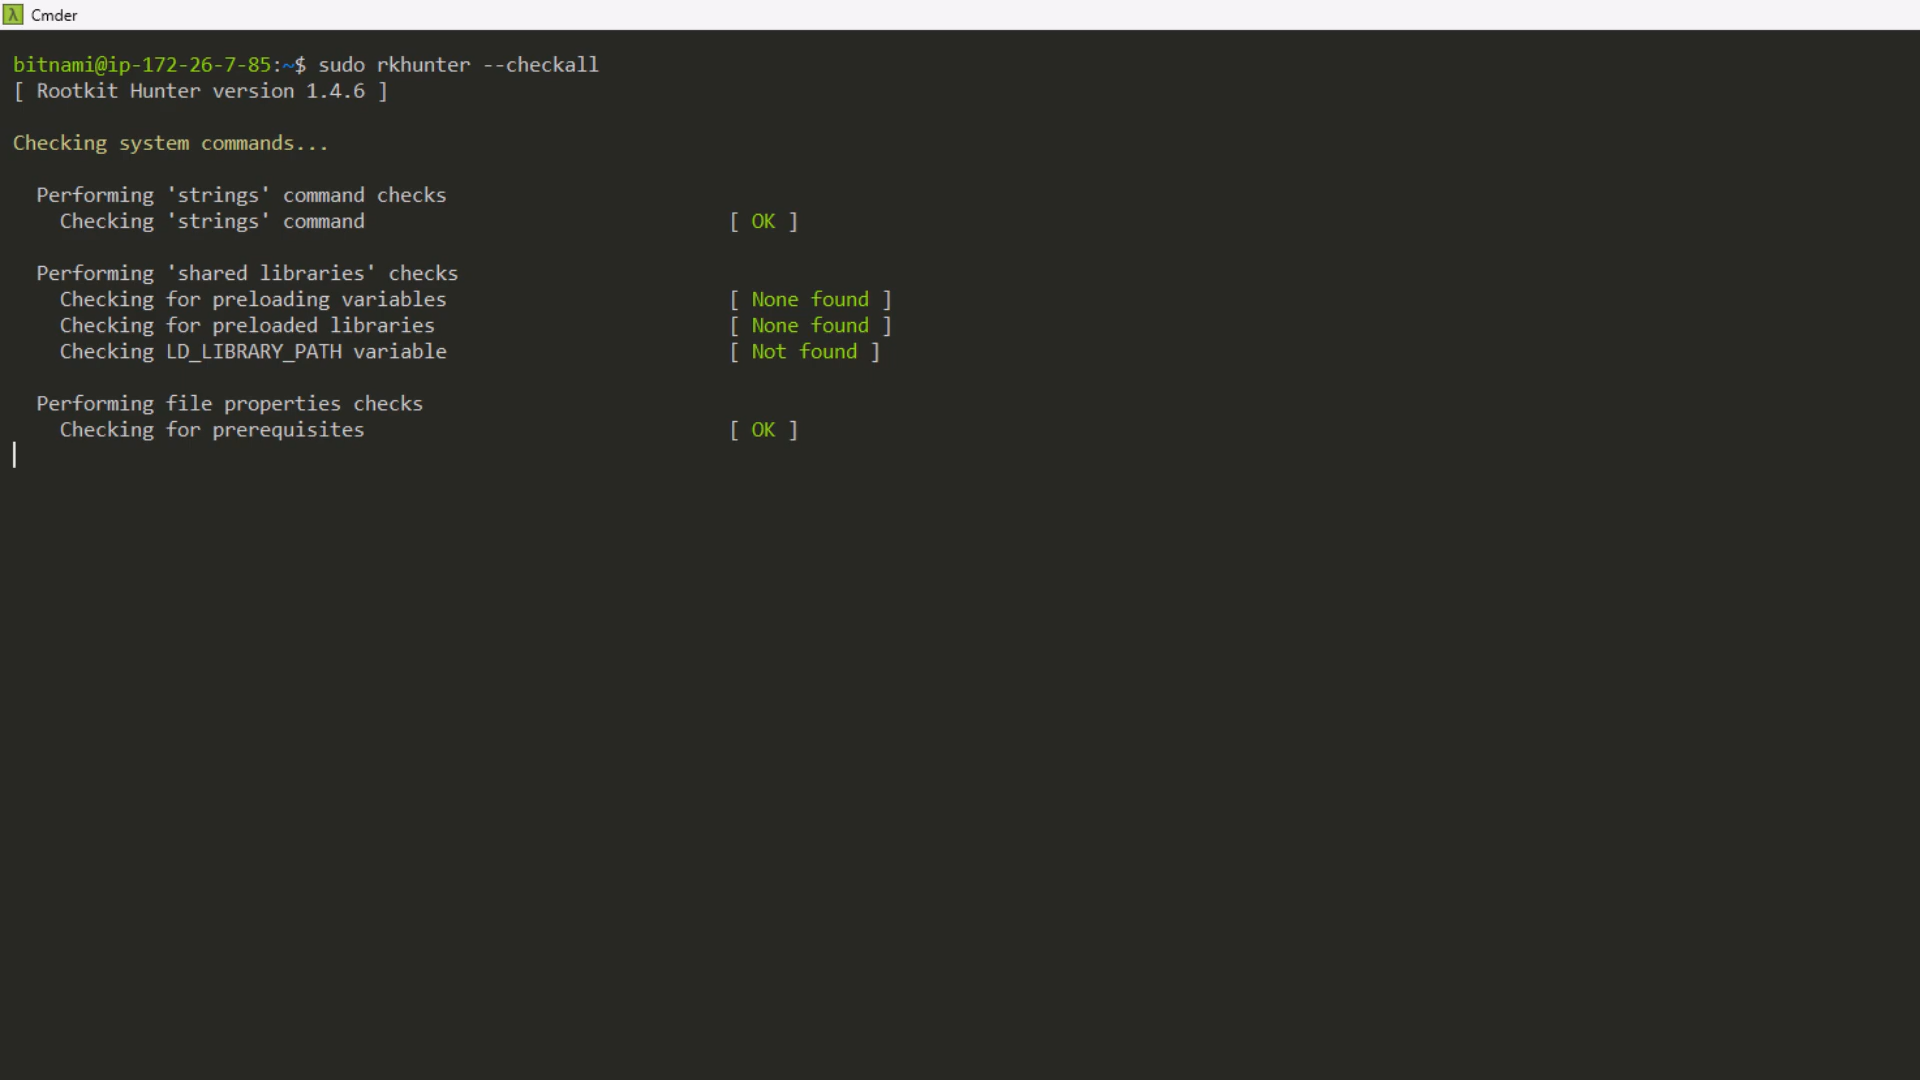 λ Cmder
bitnami@ip-172-26-7-85:~$ sudo rkhunter --checkall
[ Rootkit Hunter version 1.4.6 ]
Checking system commands...
Performing 'strings' command checks
Checking 'strings' command [ OK ]
Performing 'shared libraries' checks
Checking for preloading variables [ None found ]
Checking for preloaded libraries [ None found ]
Checking LD_LIBRARY_PATH variable [ Not found ]
Performing file properties checks
Checking for prerequisites [ OK ]